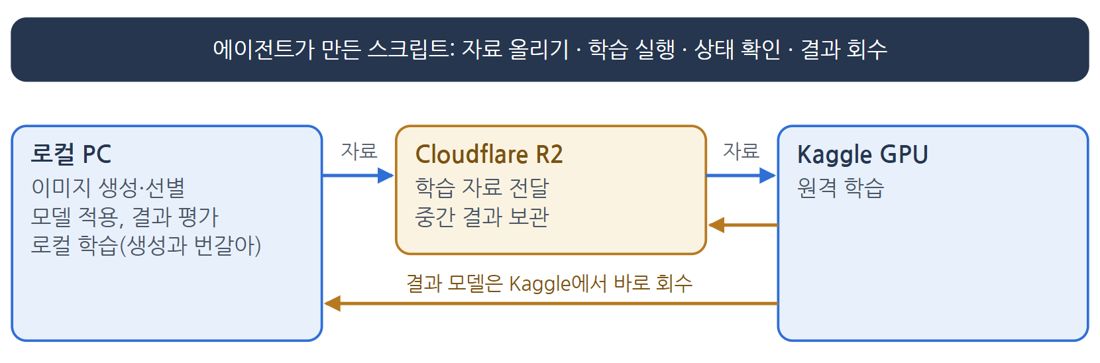 에이전트가 만든 스크립트: 자료 올리기 · 학습 실행 · 상태 확인 · 결과 회수
로컬 PC
이미지 생성·선별
모델 적용, 결과 평가
로컬 학습(생성과 번갈아)
자료
Cloudflare R2
학습 자료 전달
중간 결과 보관
자료
Kaggle GPU
원격 학습
결과 모델은 Kaggle에서 바로 회수